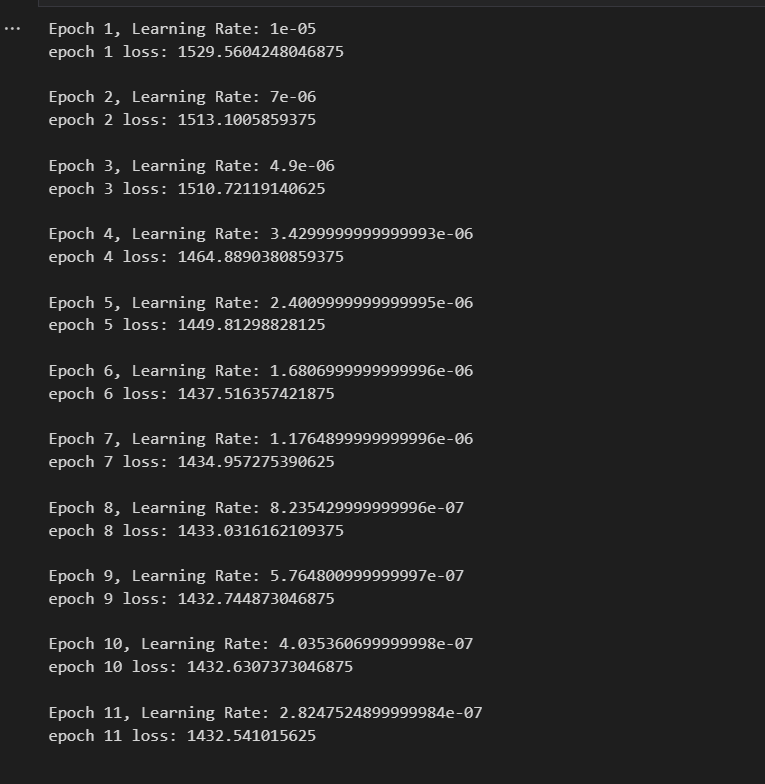 Epoch 1, Learning Rate: 1e-05
epoch 1 loss: 1529.5604248046875
Epoch 2, Learning Rate: 7e-06
epoch 2 loss: 1513.1005859375
Epoch 3, Learning Rate: 4.9e-06
epoch 3 loss: 1510.72119140625
Epoch 4, Learning Rate: 3.4299999999999993e-06
epoch 4 loss: 1464.8890380859375
Epoch 5, Learning Rate: 2.4009999999999995e-06
epoch 5 loss: 1449.81298828125
Epoch 6, Learning Rate: 1.6806999999999996e-06
epoch 6 loss: 1437.516357421875
Epoch 7, Learning Rate: 1.1764899999999996e-06
epoch 7 loss: 1434.957275390625
Epoch 8, Learning Rate: 8.235429999999996e-07
epoch 8 loss: 1433.0316162109375
Epoch 9, Learning Rate: 5.764800999999997e-07
epoch 9 loss: 1432.744873046875
Epoch 10, Learning Rate: 4.035360699999998e-07
epoch 10 loss: 1432.6307373046875
Epoch 11, Learning Rate: 2.8247524899999984e-07
epoch 11 loss: 1432.541015625